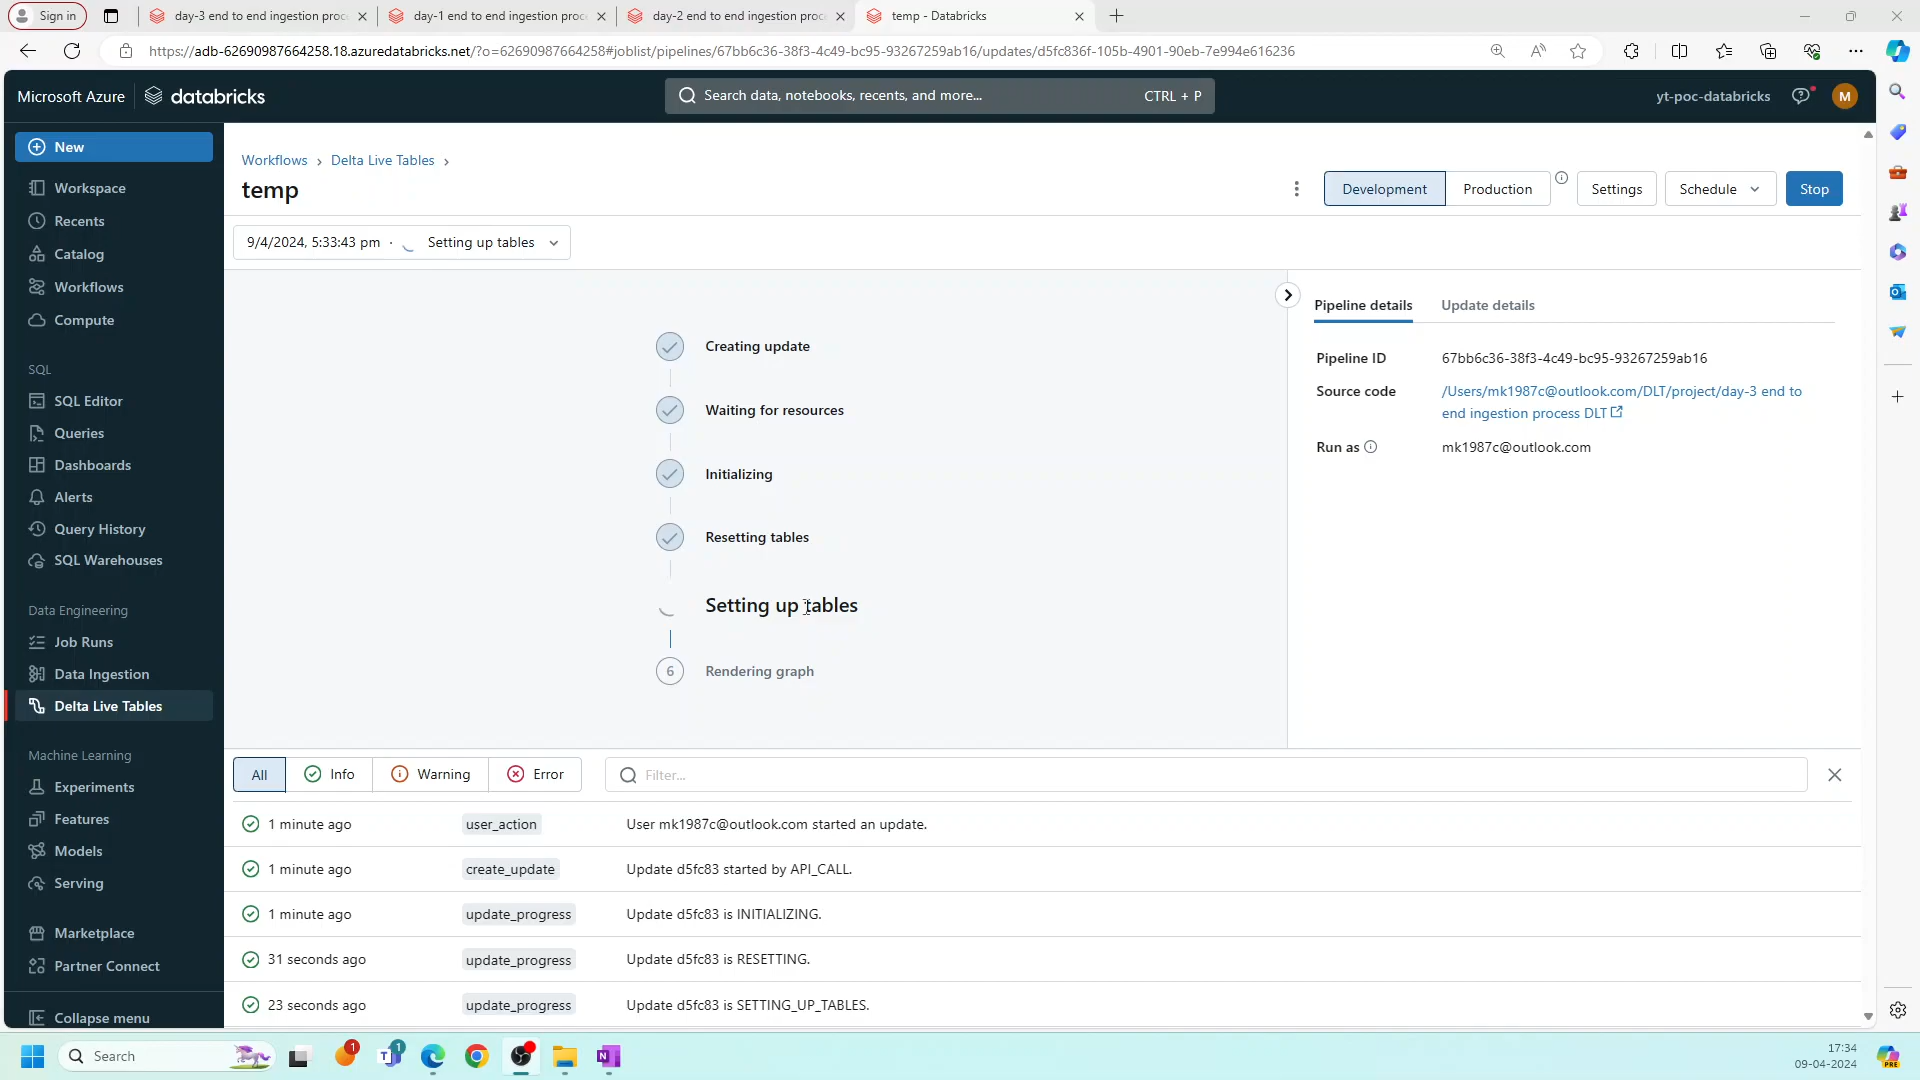 Sign in
day-3 end to end ingestion proc
day-1 end to end ingestion proc
day-2 end to end ingestion proc
temp - Databricks
https://adb-62690987664258.18.azuredatabricks.net/?o=62690987664258#joblist/pipelines/67bb6c36-38f3-4c49-bc95-93267259ab16/updates/d5fc836f-105b-4901-90eb-7e994e616236
Microsoft Azure
databricks
Search data, notebooks, recents, and more...
CTRL + P
yt-poc-databricks
M
New
Workspace
Recents
Catalog
Workflows
Compute
SQL
SQL Editor
Queries
Dashboards
Alerts
Query History
SQL Warehouses
Data Engineering
Job Runs
Data Ingestion
Delta Live Tables
Machine Learning
Experiments
Features
Models
Serving
Marketplace
Partner Connect
Collapse menu
Workflows › Delta Live Tables ›
temp
Development
Production
Settings
Schedule
Stop
9/4/2024, 5:33:43 pm · Setting up tables
Creating update
Waiting for resources
Initializing
Resetting tables
Setting up tables
6 Rendering graph
Pipeline details
Update details
Pipeline ID
67bb6c36-38f3-4c49-bc95-93267259ab16
Source code
/Users/mk1987c@outlook.com/DLT/project/day-3 end to
end ingestion process DLT
Run as
mk1987c@outlook.com
All
Info
Warning
Error
Filter...
1 minute ago user_action User mk1987c@outlook.com started an update.
1 minute ago create_update Update d5fc83 started by API_CALL.
1 minute ago update_progress Update d5fc83 is INITIALIZING.
31 seconds ago update_progress Update d5fc83 is RESETTING.
23 seconds ago update_progress Update d5fc83 is SETTING_UP_TABLES.
Search
1
1
17:34
09-04-2024
PRE